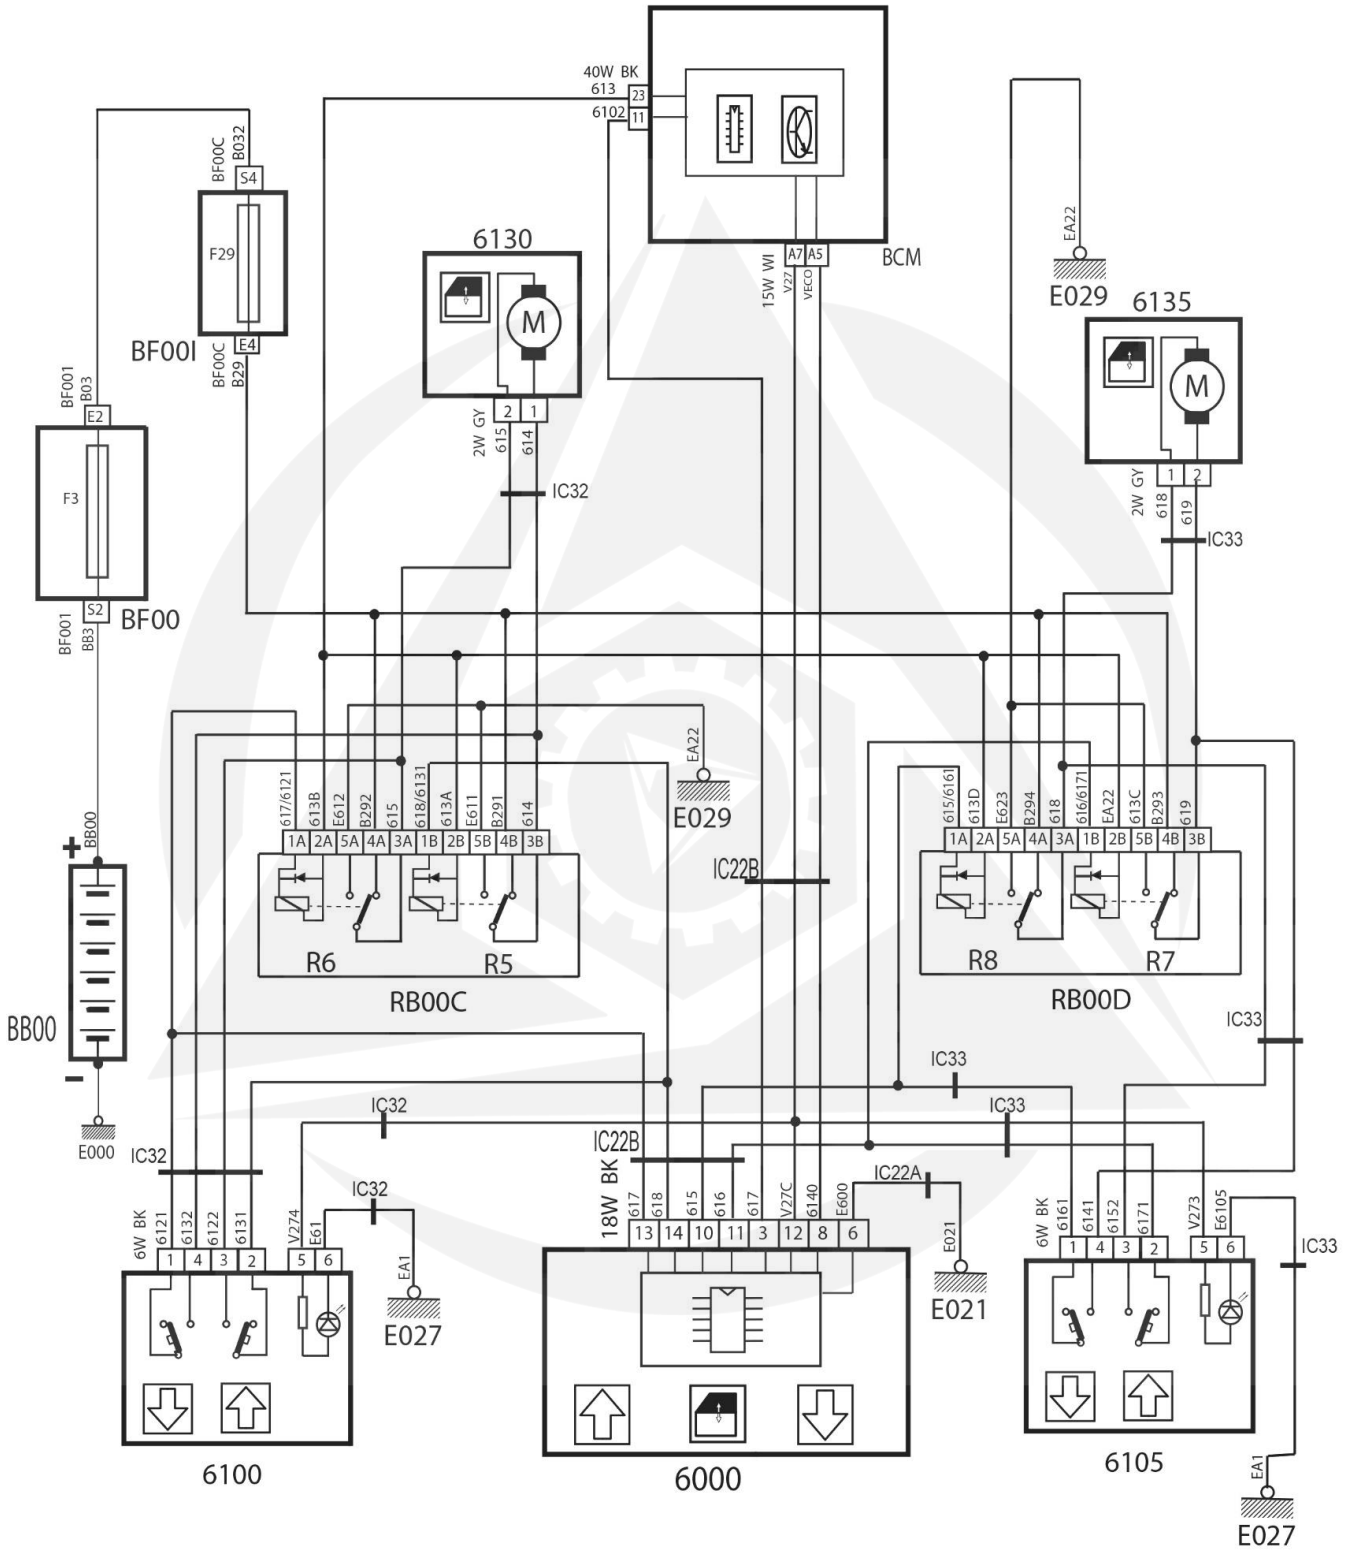 40W BK
613
23
6102
11
BCM
A7
A5
15W WI
V27
VECO
BF00C
B032
S4
F29
E4
BF00I
BF00C
B29
6130
M
2
1
2W GY
615
614
IC32
EA22
E029
6135
M
1
2
2W GY
618
619
IC33
BF001
B03
E2
F3
S2
BF00
BF001
BB3
EA22
E029
617/6121
613B
E612
B292
615
618/6131
613A
E611
B291
614
1A
2A
5A
4A
3A
1B
2B
5B
4B
3B
R6
R5
RB00C
IC22B
615/6161
613D
E623
B294
618
616/6171
EA22
613C
B293
619
1A
2A
5A
4A
3A
1B
2B
5B
4B
3B
R8
R7
RB00D
BB00
+
BB00
−
E000
IC33
IC33
IC32
IC33
IC32
IC22B
IC22A
IC32
6W BK
6121
6132
6122
6131
V274
E61
1
4
3
2
5
6
EA1
E027
6100
18W BK
617
618
615
616
617
V27C
6140
E600
13
14
10
11
3
12
8
6
E021
E021
6000
6W BK
6161
6141
6152
6171
V273
E6105
1
4
3
2
5
6
IC33
6105
EA1
E027